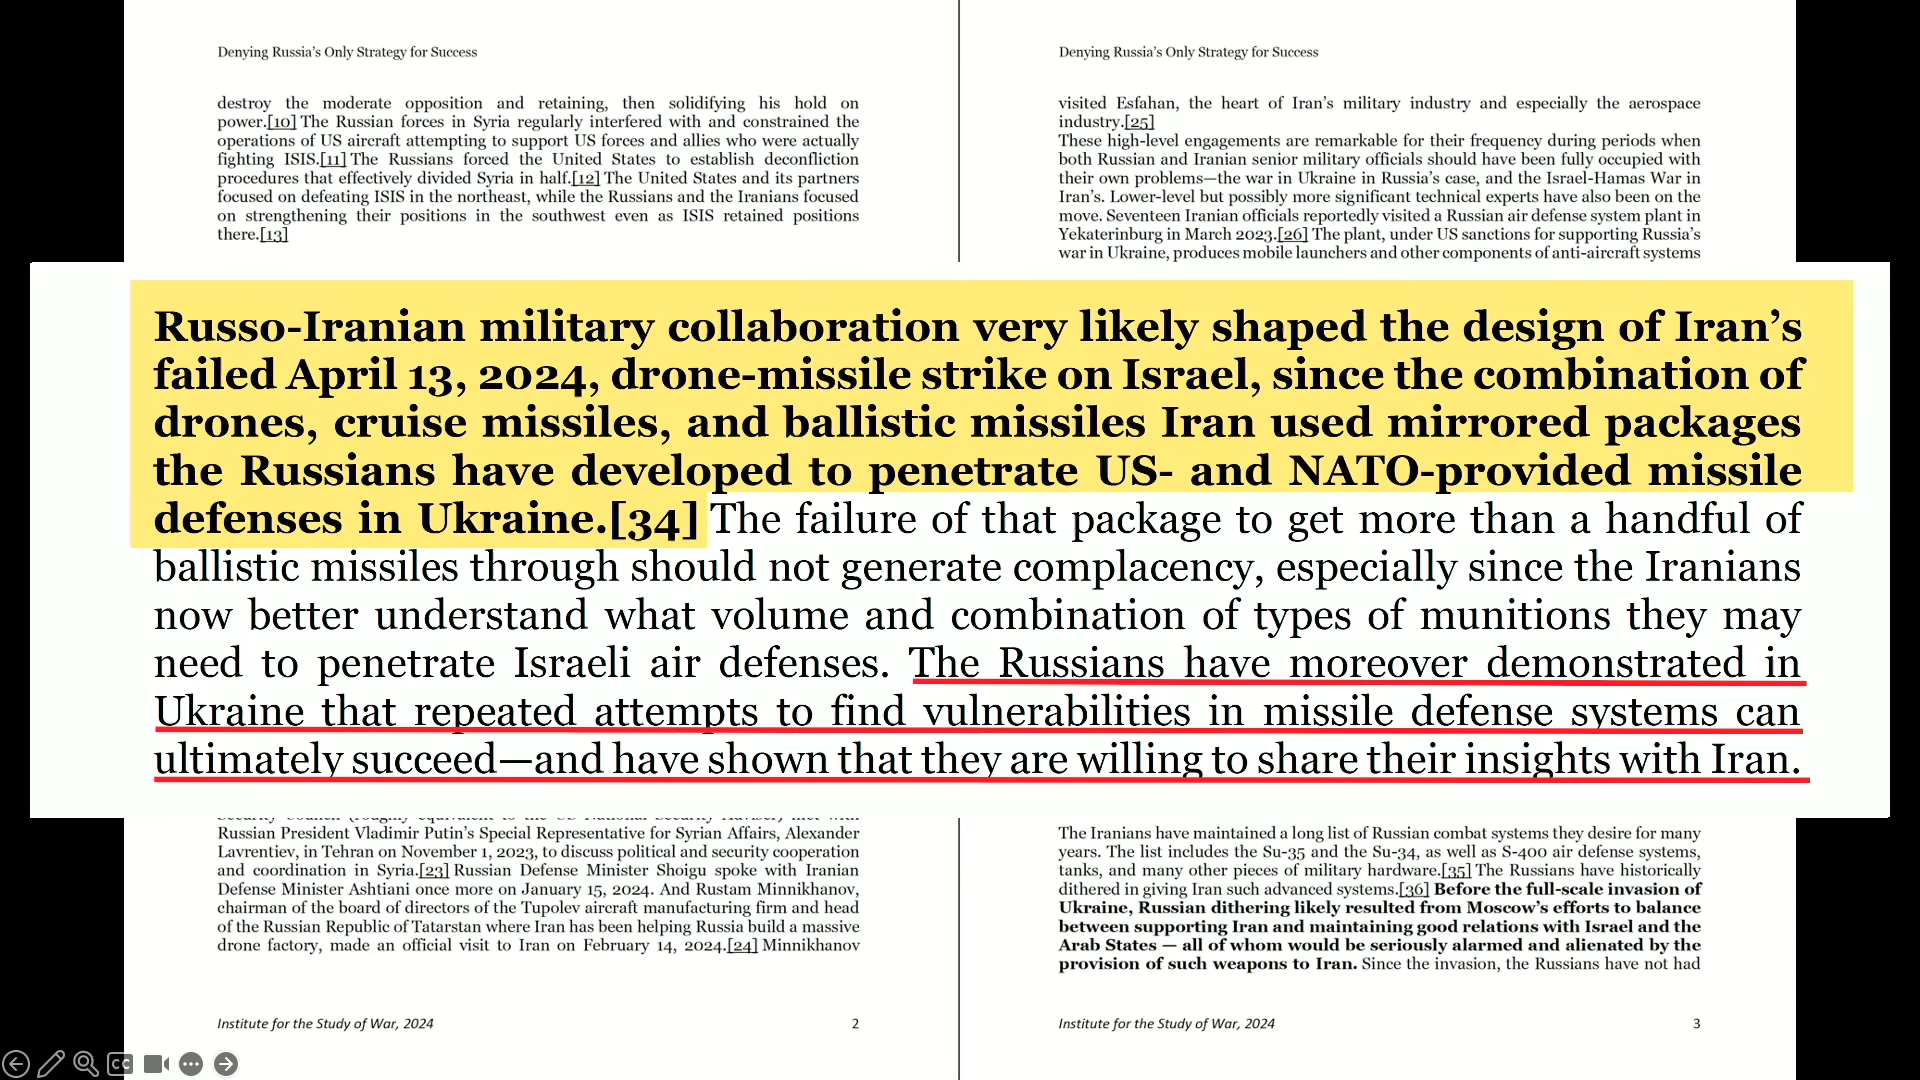 Denying Russia's Only Strategy for Success
destroy the moderate opposition and retaining, then solidifying his hold on
power.[10] The Russian forces in Syria regularly interfered with and constrained the
operations of US aircraft attempting to support US forces and allies who were actually
fighting ISIS.[11] The Russians forced the United States to establish deconfliction
procedures that effectively divided Syria in half.[12] The United States and its partners
focused on defeating ISIS in the northeast, while the Russians and the Iranians focused
on strengthening their positions in the southwest even as ISIS retained positions
there.[13]
Denying Russia's Only Strategy for Success
visited Esfahan, the heart of Iran's military industry and especially the aerospace
industry.[25]
These high-level engagements are remarkable for their frequency during periods when
both Russian and Iranian senior military officials should have been fully occupied with
their own problems—the war in Ukraine in Russia's case, and the Israel-Hamas War in
Iran's. Lower-level but possibly more significant technical experts have also been on the
move. Seventeen Iranian officials reportedly visited a Russian air defense system plant in
Yekaterinburg in March 2023.[26] The plant, under US sanctions for supporting Russia's
war in Ukraine, produces mobile launchers and other components of anti-aircraft systems
Russo-Iranian military collaboration very likely shaped the design of Iran's
failed April 13, 2024, drone-missile strike on Israel, since the combination of
drones, cruise missiles, and ballistic missiles Iran used mirrored packages
the Russians have developed to penetrate US- and NATO-provided missile
defenses in Ukraine.[34] The failure of that package to get more than a handful of
ballistic missiles through should not generate complacency, especially since the Iranians
now better understand what volume and combination of types of munitions they may
need to penetrate Israeli air defenses. The Russians have moreover demonstrated in
Ukraine that repeated attempts to find vulnerabilities in missile defense systems can
ultimately succeed—and have shown that they are willing to share their insights with Iran.
Security Council (roughly equivalent to the US National Security Adviser) met with
Russian President Vladimir Putin's Special Representative for Syrian Affairs, Alexander
Lavrentiev, in Tehran on November 1, 2023, to discuss political and security cooperation
and coordination in Syria.[23] Russian Defense Minister Shoigu spoke with Iranian
Defense Minister Ashtiani once more on January 15, 2024. And Rustam Minnikhanov,
chairman of the board of directors of the Tupolev aircraft manufacturing firm and head
of the Russian Republic of Tatarstan where Iran has been helping Russia build a massive
drone factory, made an official visit to Iran on February 14, 2024.[24] Minnikhanov
Institute for the Study of War, 2024 2
The Iranians have maintained a long list of Russian combat systems they desire for many
years. The list includes the Su-35 and the Su-34, as well as S-400 air defense systems,
tanks, and many other pieces of military hardware.[35] The Russians have historically
dithered in giving Iran such advanced systems.[36] Before the full-scale invasion of
Ukraine, Russian dithering likely resulted from Moscow's efforts to balance
between supporting Iran and maintaining good relations with Israel and the
Arab States — all of whom would be seriously alarmed and alienated by the
provision of such weapons to Iran. Since the invasion, the Russians have not had
Institute for the Study of War, 2024 3
CC